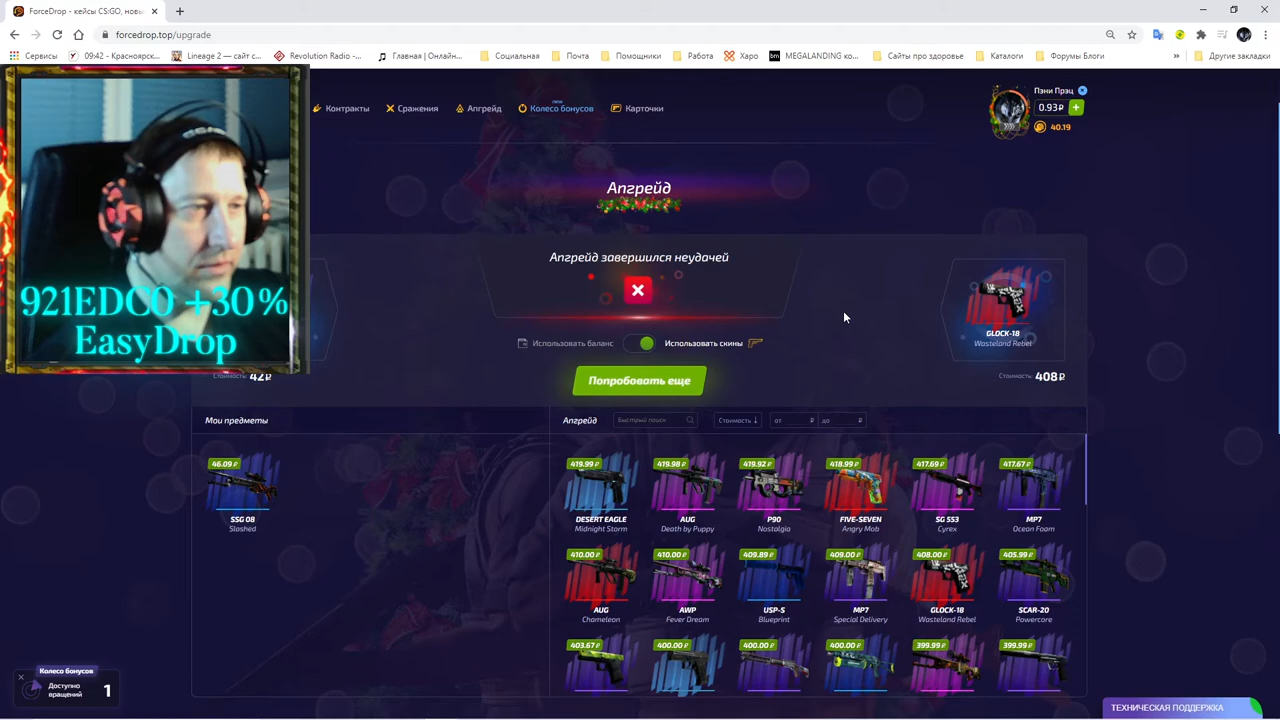 ForceDrop - кейсы CS:GO, новы
forcedrop.top/upgrade
Сервисы
09:42 - Красноярск...
Lineage 2 — сайт с...
Revolution Radio -...
Главная | Онлайн...
Социальная
Почта
Помощники
Работа
Харо
MEGALANDING ко...
Сайты про здоровье
Каталоги
Форумы Блоги
»
Другие закладки
Контракты
Сражения
Апгрейд
new
Колесо бонусов
Карточки
Пэни Прэц
0.93₽
+
40.19
Апгрейд
Апгрейд завершился неудачей
Использовать баланс
Использовать скины
Попробовать еще
921EDCO +30%
EasyDrop
Стоимость: 42₽
GLOCK-18
Wasteland Rebel
Стоимость: 408₽
Мои предметы
46.09 ₽
SSG 08
Slashed
Апгрейд
Быстрый поиск
Стоимость ↓
от ₽
до ₽
419.99 ₽
419.98 ₽
419.92 ₽
418.99 ₽
417.69 ₽
417.67 ₽
DESERT EAGLE
AUG
P90
FIVE-SEVEN
SG 553
MP7
Midnight Storm
Death by Puppy
Nostalgia
Angry Mob
Cyrex
Ocean Foam
410.00 ₽
410.00 ₽
409.89 ₽
409.00 ₽
408.00 ₽
405.99 ₽
AUG
AWP
USP-S
MP7
GLOCK-18
SCAR-20
Chameleon
Fever Dream
Blueprint
Special Delivery
Wasteland Rebel
Powercore
403.67 ₽
400.00 ₽
400.00 ₽
400.00 ₽
399.99 ₽
399.99 ₽
Колесо бонусов
Доступно
вращений
1
ТЕХНИЧЕСКАЯ ПОДДЕРЖКА